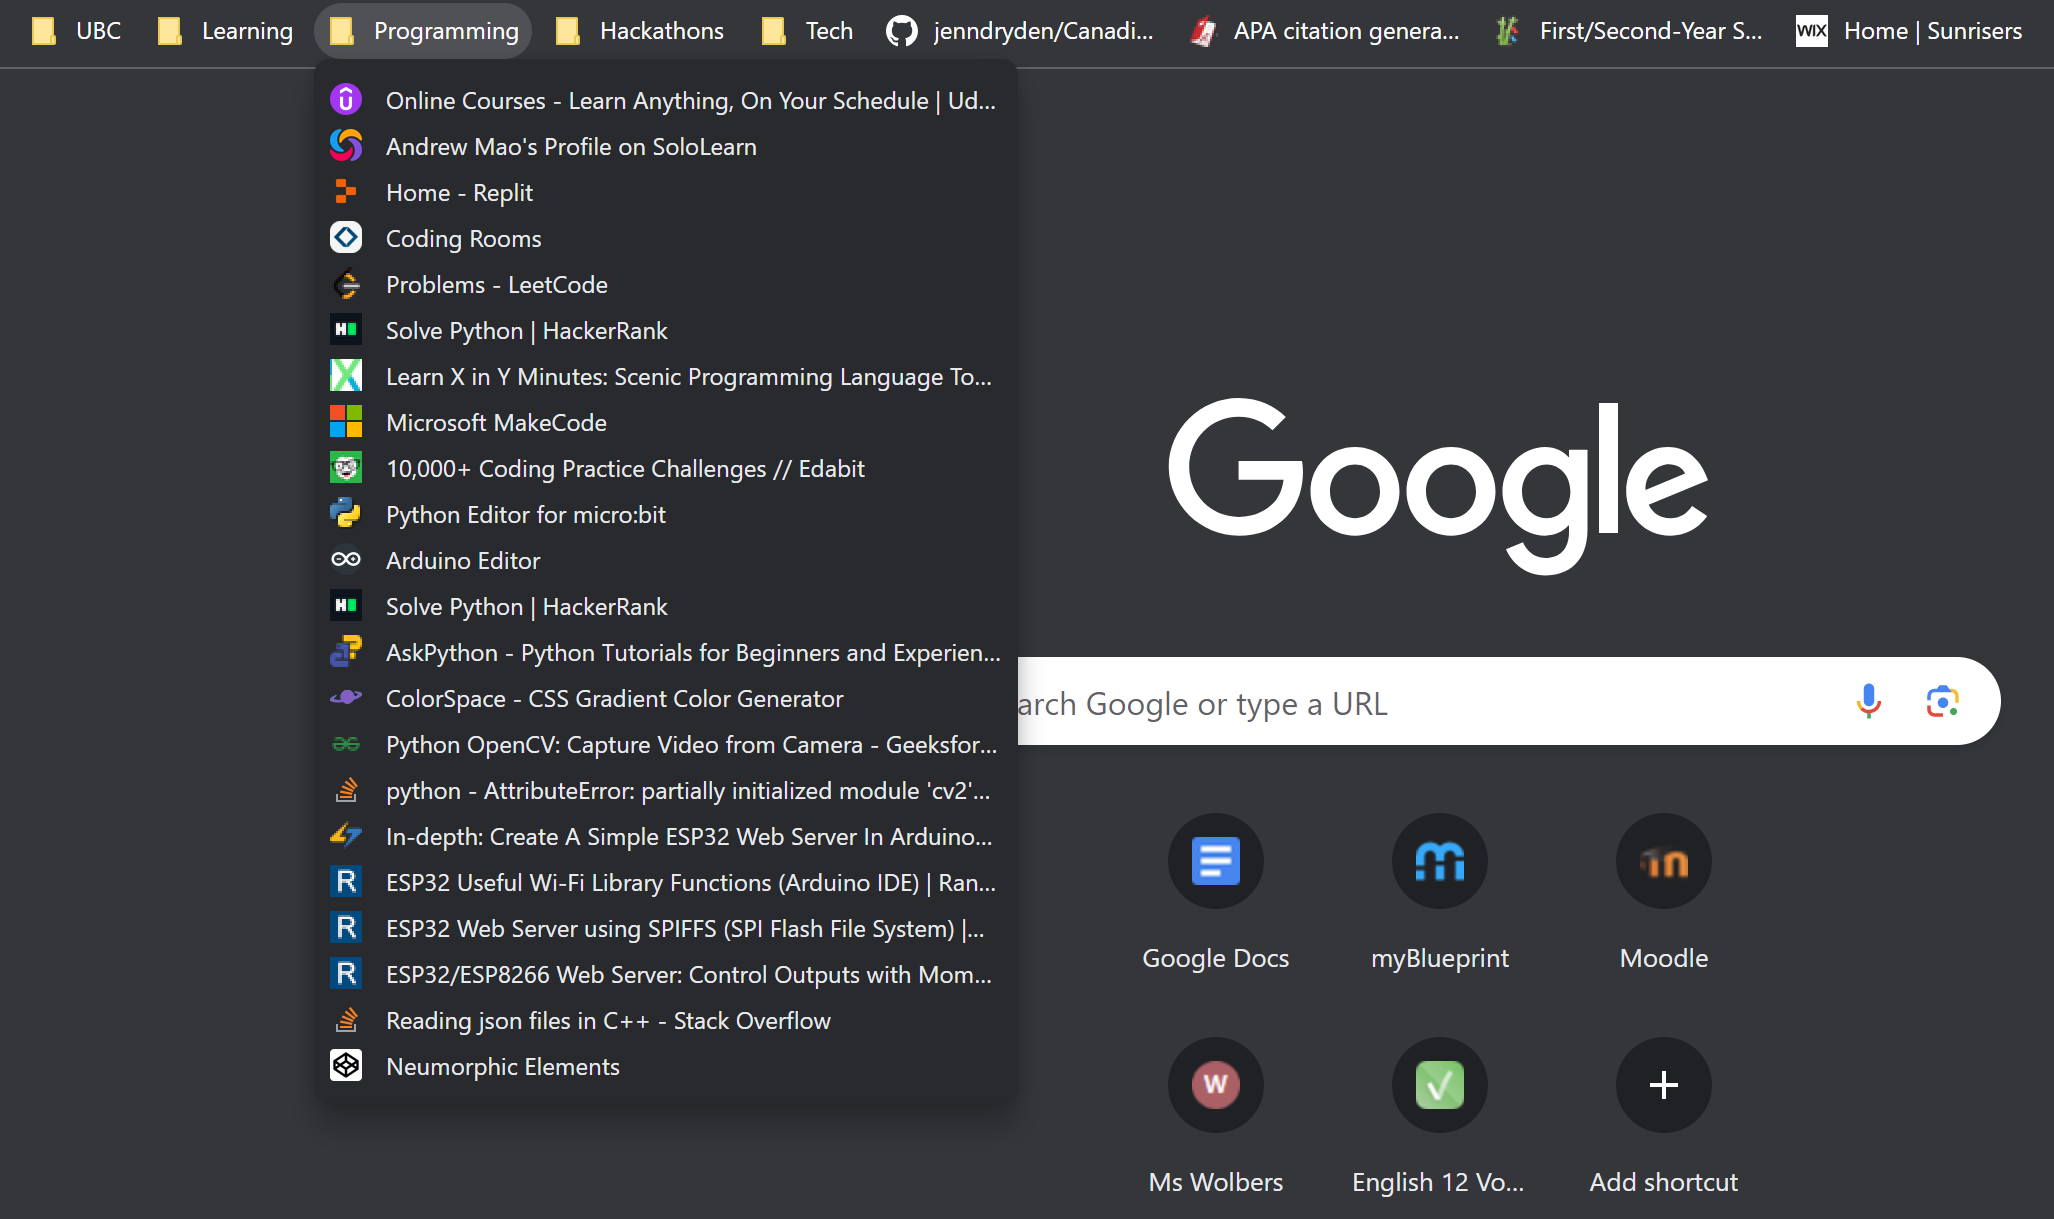 UBC
Learning
Programming
Hackathons
Tech
jenndryden/Canadi...
APA citation genera...
First/Second-Year S...
WIX
Home | Sunrisers
Online Courses - Learn Anything, On Your Schedule | Ud...
Andrew Mao's Profile on SoloLearn
Home - Replit
Coding Rooms
Problems - LeetCode
Solve Python | HackerRank
Learn X in Y Minutes: Scenic Programming Language To...
Microsoft MakeCode
10,000+ Coding Practice Challenges // Edabit
Python Editor for micro:bit
Arduino Editor
Solve Python | HackerRank
AskPython - Python Tutorials for Beginners and Experien...
ColorSpace - CSS Gradient Color Generator
Python OpenCV: Capture Video from Camera - Geeksfor...
python - AttributeError: partially initialized module 'cv2'...
In-depth: Create A Simple ESP32 Web Server In Arduino...
R
ESP32 Useful Wi-Fi Library Functions (Arduino IDE) | Ran...
R
ESP32 Web Server using SPIFFS (SPI Flash File System) |...
R
ESP32/ESP8266 Web Server: Control Outputs with Mom...
Reading json files in C++ - Stack Overflow
Neumorphic Elements
Google
arch Google or type a URL
Google Docs
myBlueprint
Moodle
W
Ms Wolbers
English 12 Vo...
Add shortcut